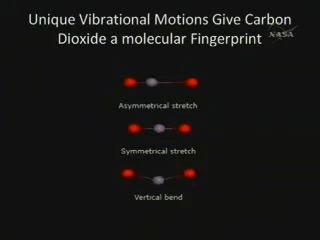 Unique Vibrational Motions Give Carbon
Dioxide a molecular Fingerprint
NASA
Asymmetrical stretch
Symmetrical stretch
Vertical bend